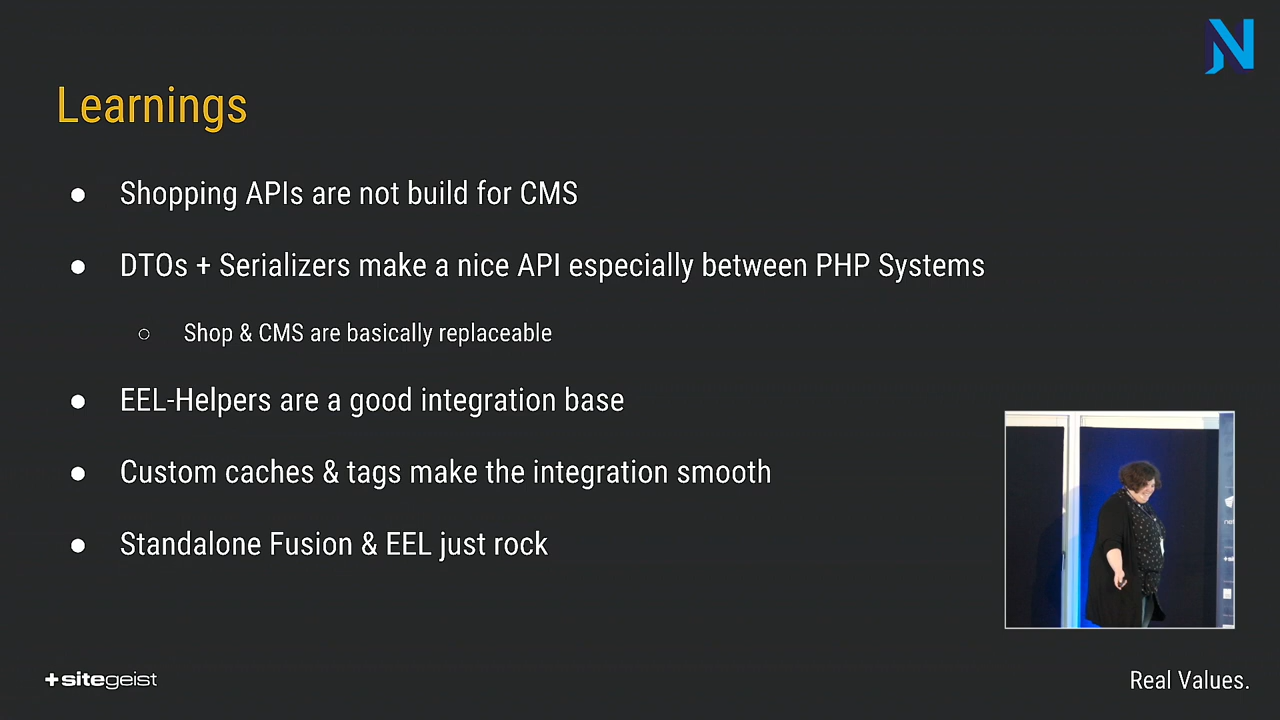 Learnings
● Shopping APIs are not build for CMS
● DTOs + Serializers make a nice API especially between PHP Systems
○ Shop & CMS are basically replaceable
● EEL-Helpers are a good integration base
● Custom caches & tags make the integration smooth
● Standalone Fusion & EEL just rock
+sitegeist
Real Values.